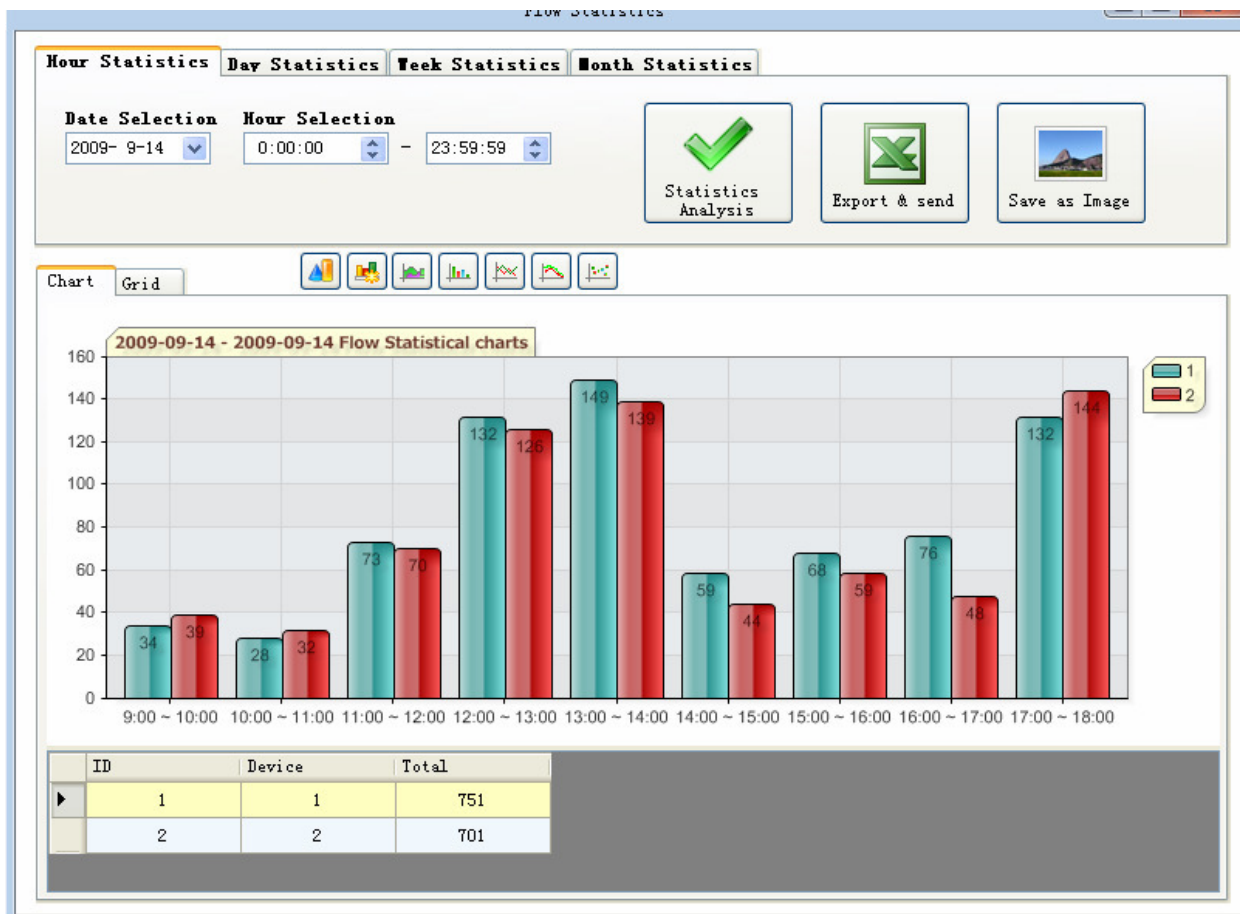 Flow Statistics
Hour Statistics Day Statistics Week Statistics Month Statistics
Date Selection Hour Selection
2009- 9-14 0:00:00 - 23:59:59
Statistics Analysis
Export & send
Save as Image
Chart Grid
2009-09-14 - 2009-09-14 Flow Statistical charts
160
140
120
100
80
60
40
20
0
34 39 28 32 73 70 132 126 149 139 59 44 68 59 76 48 132 144
1
2
9:00 ~ 10:00 10:00 ~ 11:00 11:00 ~ 12:00 12:00 ~ 13:00 13:00 ~ 14:00 14:00 ~ 15:00 15:00 ~ 16:00 16:00 ~ 17:00 17:00 ~ 18:00
ID Device Total
1 1 751
2 2 701